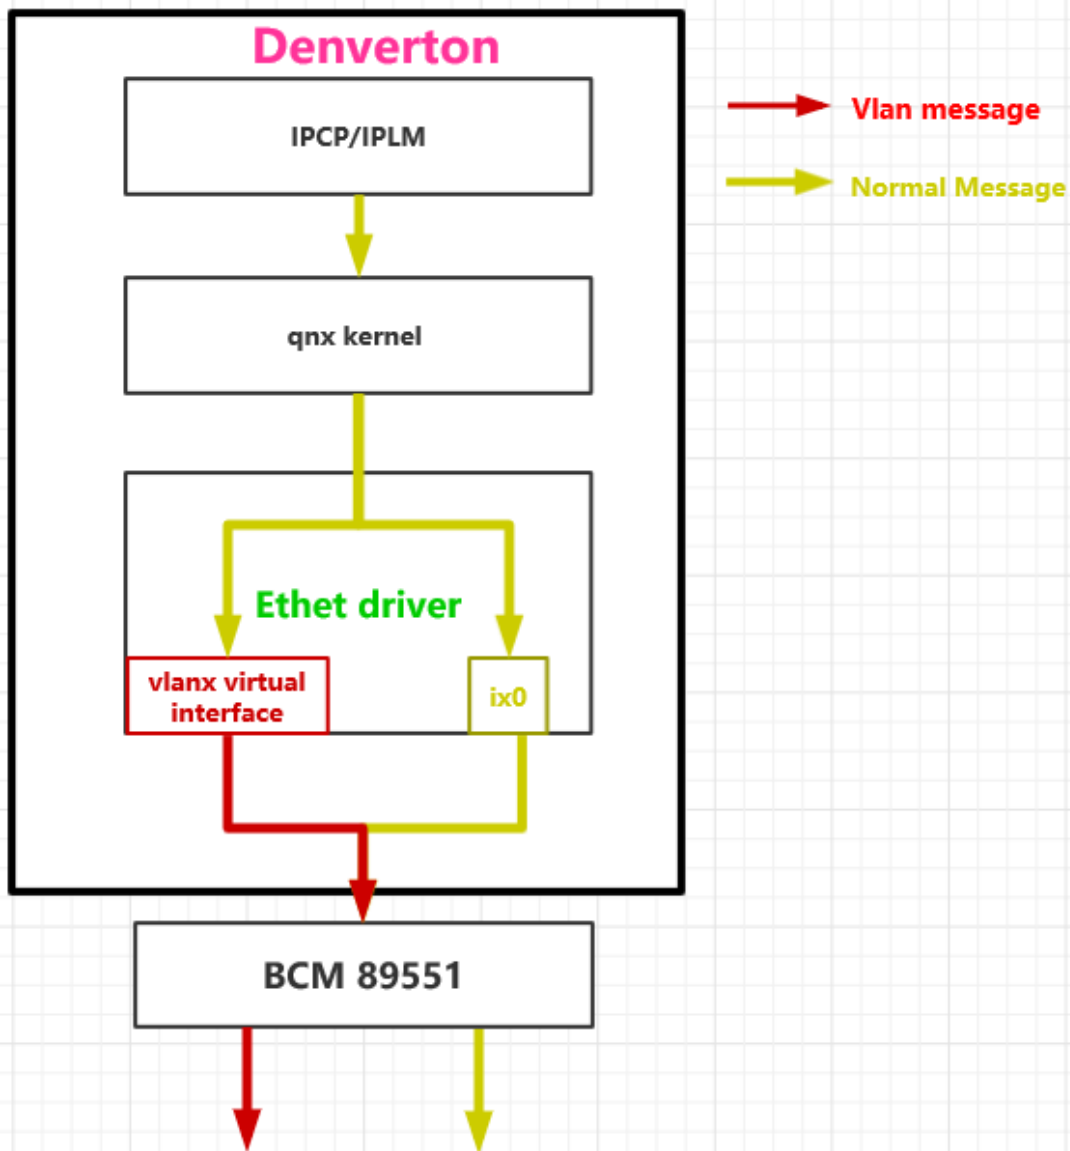 Denverton
IPCP/IPLM
Vlan message
Normal Message
qnx kernel
Ethet driver
vlanx virtual
interface
ix0
BCM 89551